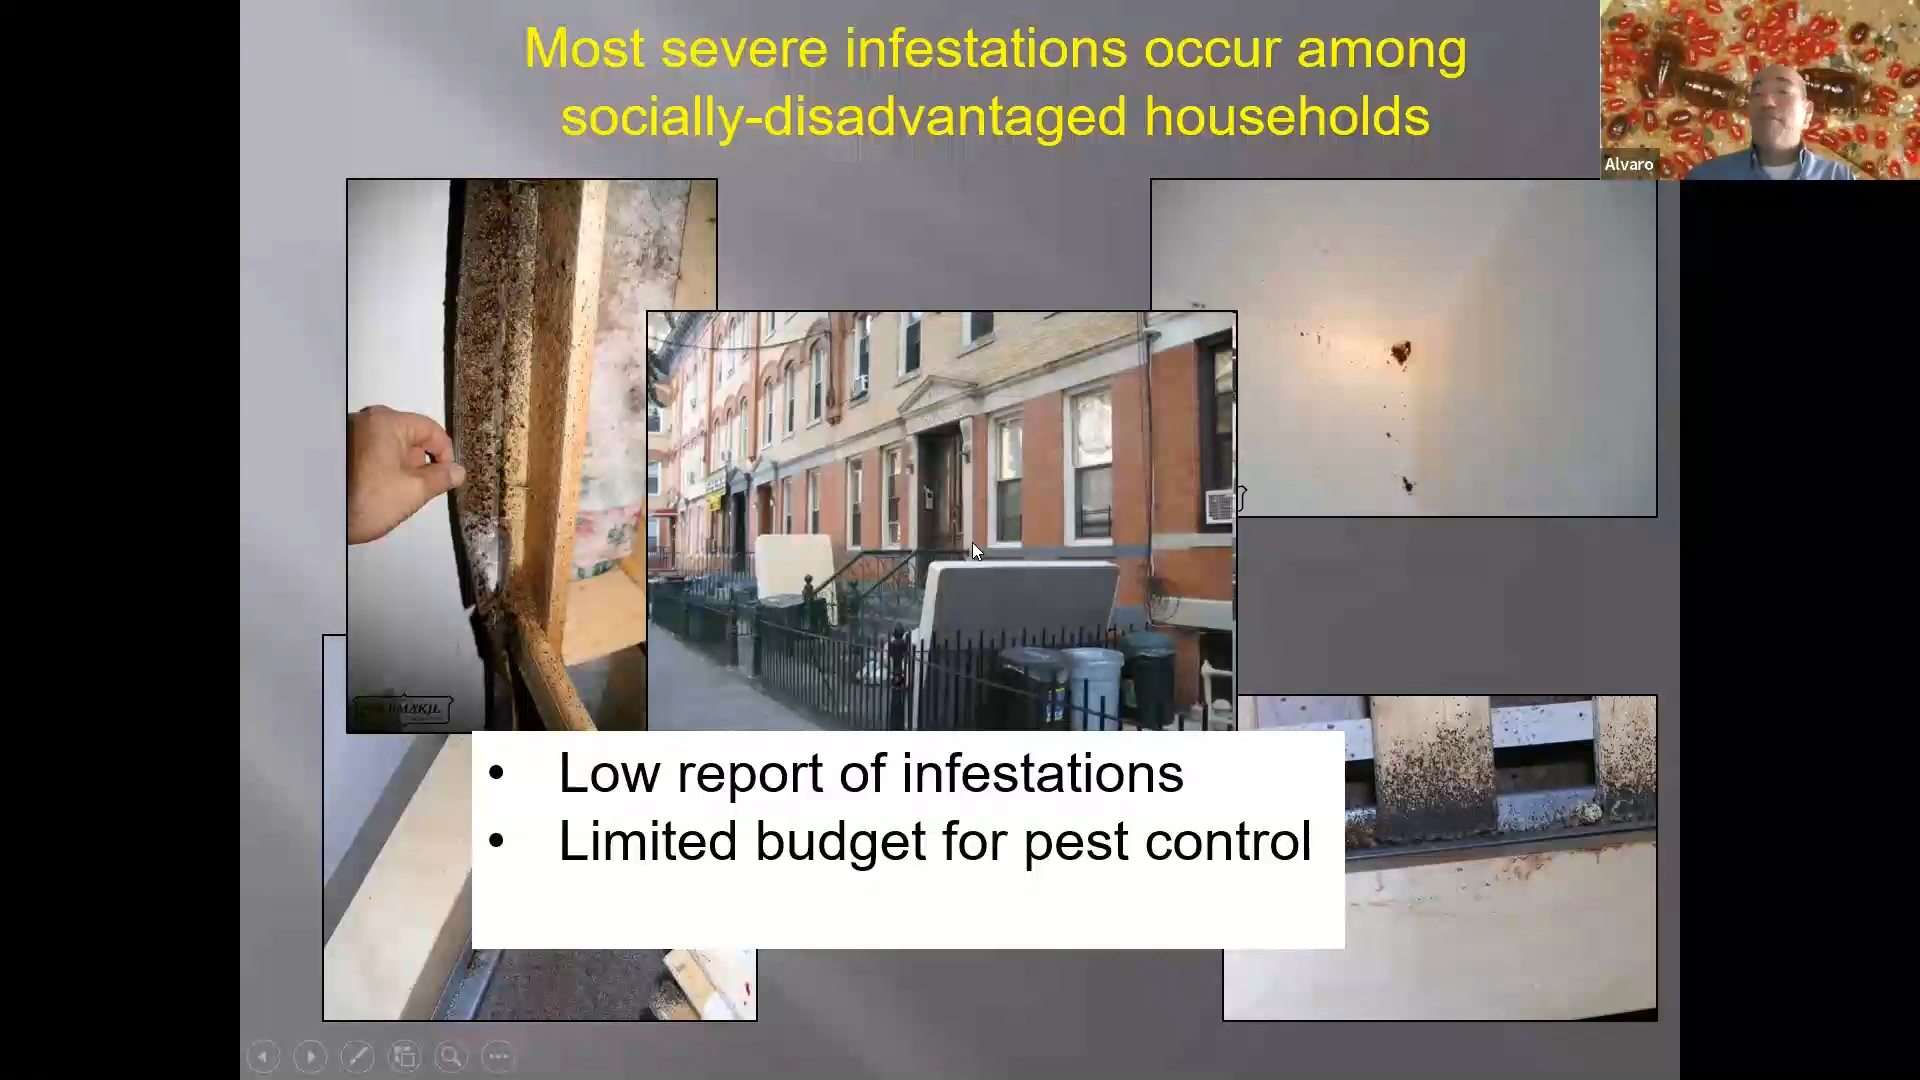 Most severe infestations occur among
socially-disadvantaged households
Alvaro
• Low report of infestations
• Limited budget for pest control